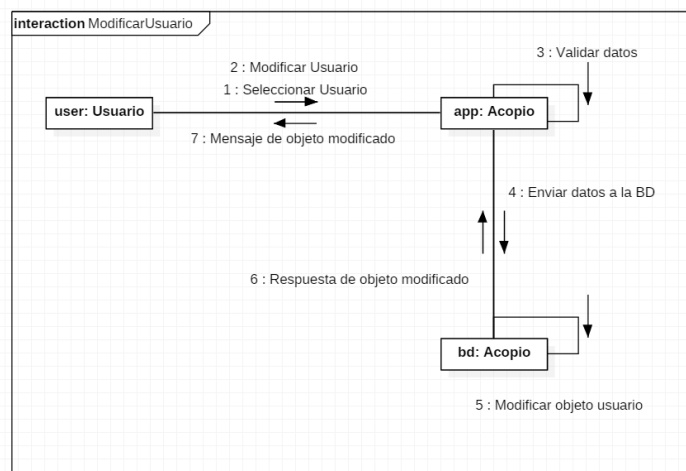 interaction ModificarUsuario
3 : Validar datos
2 : Modificar Usuario
1 : Seleccionar Usuario
user: Usuario
app: Acopio
7 : Mensaje de objeto modificado
4 : Enviar datos a la BD
6 : Respuesta de objeto modificado
bd: Acopio
5 : Modificar objeto usuario